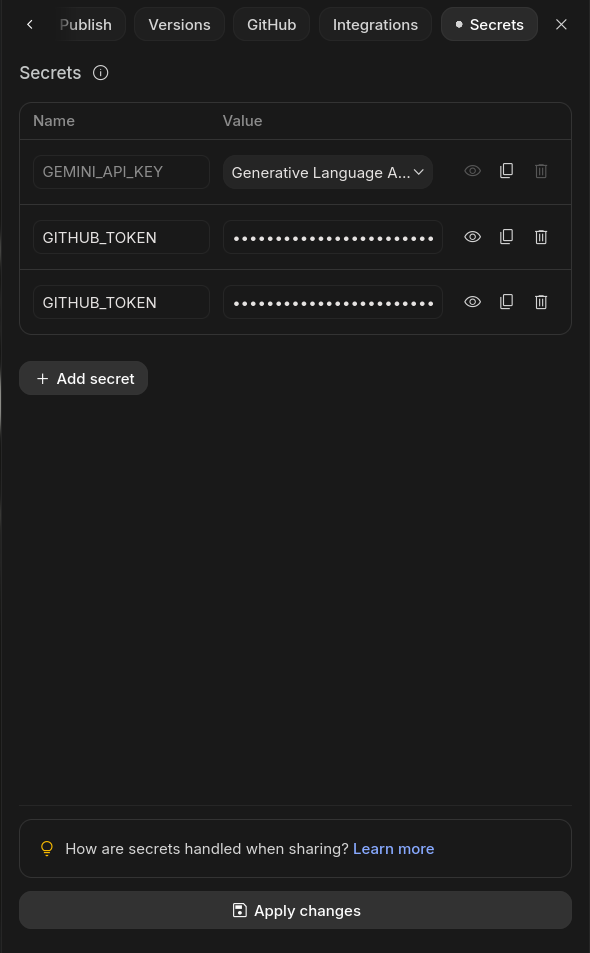 Publish Versions GitHub Integrations Secrets
Secrets
Name Value
GEMINI_API_KEY Generative Language A...
GITHUB_TOKEN ••••••••••••••••••••••••
GITHUB_TOKEN ••••••••••••••••••••••••
Add secret
How are secrets handled when sharing? Learn more
Apply changes